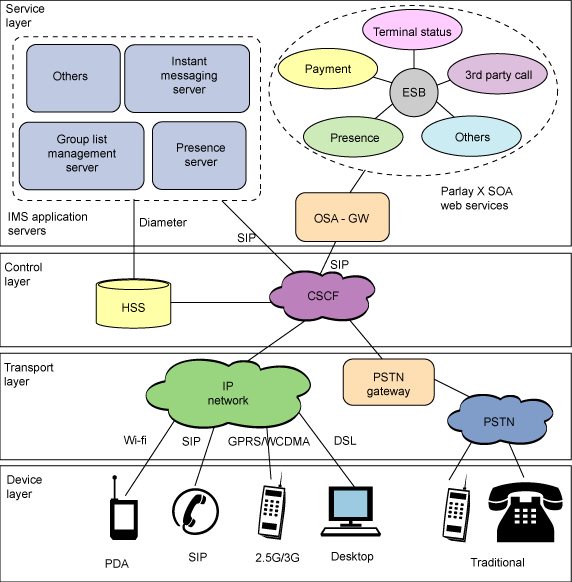 Service
layer
Others
Instant
messaging
server
Group list
management
server
Presence
server
IMS application
servers
Terminal status
Payment
3rd party call
ESB
Presence
Others
Parlay X SOA
web services
OSA - GW
Diameter
SIP
SIP
Control
layer
HSS
CSCF
Transport
layer
IP
network
PSTN
gateway
PSTN
Wi-fi
SIP
GPRS/WCDMA
DSL
Device
layer
PDA
SIP
2.5G/3G
Desktop
Traditional